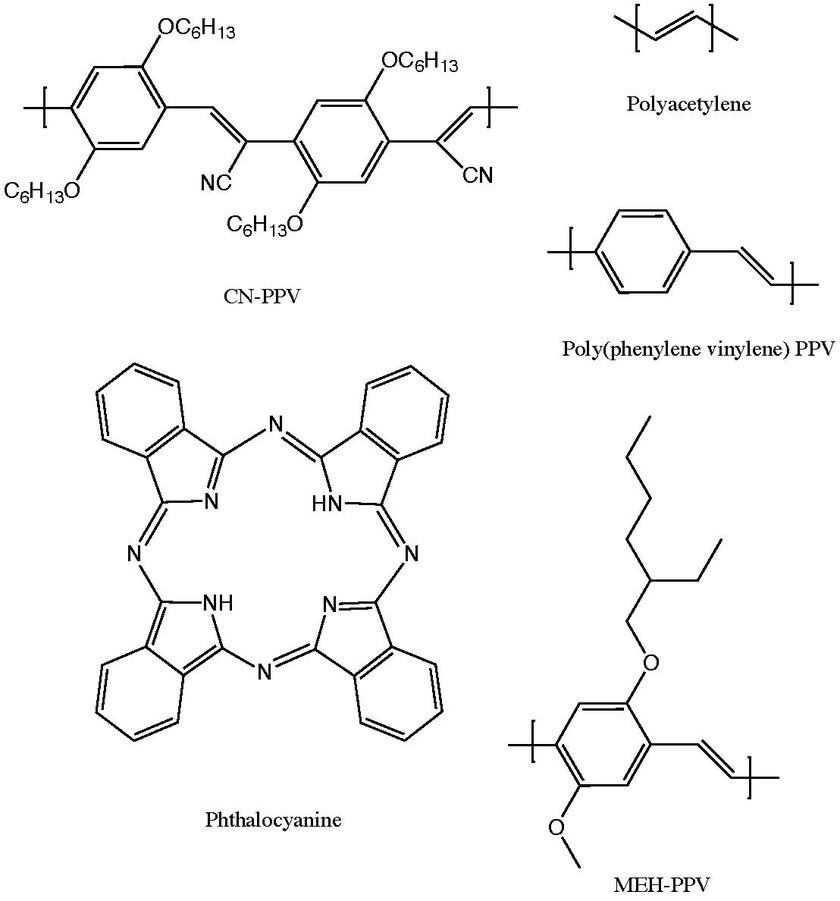 OC6H13
OC6H13
NC
CN
C6H13O
C6H13O
CN-PPV
Polyacetylene
Poly(phenylene vinylene) PPV
N
N
HN
N
N
NH
N
N
Phthalocyanine
O
O
MEH-PPV